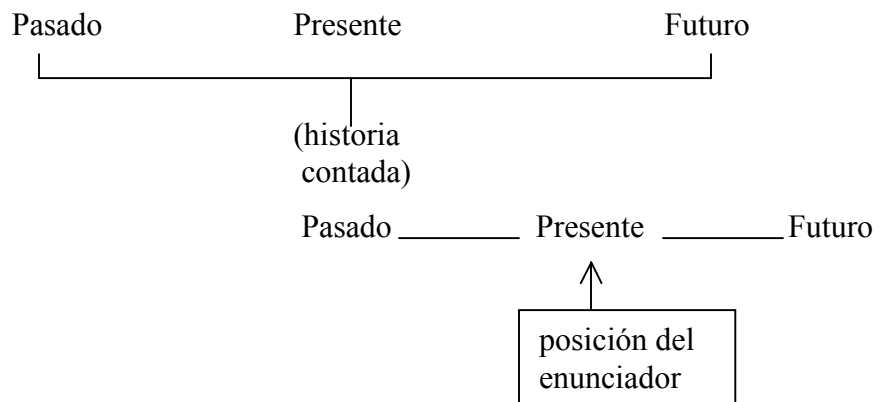 Pasado Presente Futuro
(historia
contada)
Pasado Presente Futuro
posición del
enunciador